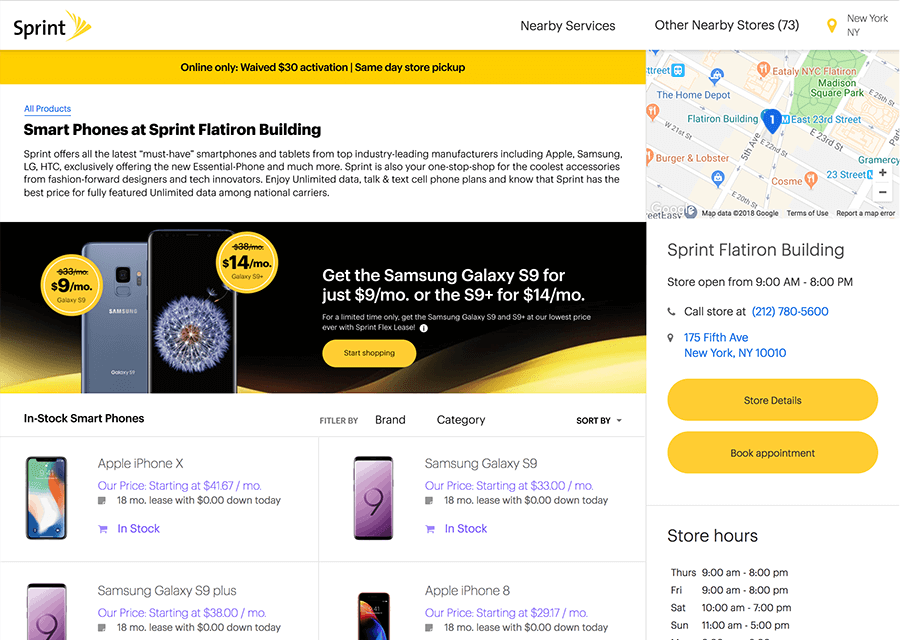 Sprint
Nearby Services
Other Nearby Stores (73)
New York
NY
Online only: Waived $30 activation | Same day store pickup
All Products
Smart Phones at Sprint Flatiron Building
Sprint offers all the latest "must-have" smartphones and tablets from top industry-leading manufacturers including Apple, Samsung,
LG, HTC, exclusively offering the new Essential-Phone and much more. Sprint is also your one-stop-shop for the coolest accessories
from fashion-forward designers and tech innovators. Enjoy Unlimited data, talk & text cell phone plans and know that Sprint has the
best price for fully featured Unlimited data among national carriers.
$33/mo.
$9/mo.
Galaxy S9
$38/mo.
$14/mo.
Galaxy S9+
SAMSUNG
Galaxy S9
Get the Samsung Galaxy S9 for
just $9/mo. or the S9+ for $14/mo.
For a limited time only, get the Samsung Galaxy S9 and S9+ at our lowest price
ever with Sprint Flex Lease!
Start shopping
In-Stock Smart Phones
FITLER BY
Brand
Category
SORT BY
Apple iPhone X
Our Price: Starting at $41.67 / mo.
18 mo. lease with $0.00 down today
In Stock
Samsung Galaxy S9
Our Price: Starting at $33.00 / mo.
18 mo. lease with $0.00 down today
In Stock
Samsung Galaxy S9 plus
Our Price: Starting at $38.00 / mo.
18 mo. lease with $0.00 down today
Apple iPhone 8
Our Price: Starting at $29.17 / mo.
18 mo. lease with $0.00 down today
Street
Eataly NYC Flatiron
The Home Depot
Madison
Square Park
E 25th St
Flatiron Building
1
East 23rd Street
W 21st St
5th Ave
E 22nd St
E 23rd St
Burger & Lobster
Gramercy
Cosme
23 Street
+
−
Google
reetEasy
Map data ©2018 Google
Terms of Use
Report a map error
Sprint Flatiron Building
Store open from 9:00 AM - 8:00 PM
Call store at (212) 780-5600
175 Fifth Ave
New York, NY 10010
Store Details
Book appointment
Store hours
Thurs 9:00 am - 8:00 pm
Fri 9:00 am - 8:00 pm
Sat 10:00 am - 7:00 pm
Sun 11:00 am - 5:00 pm